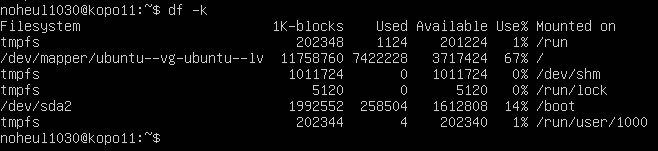 noheul1030@kopo11:~$ df -k
Filesystem                        1K-blocks    Used Available Use% Mounted on
tmpfs                                202348    1124    201224   1% /run
/dev/mapper/ubuntu--vg-ubuntu--lv  11758760 7422228   3717424  67% /
tmpfs                               1011724       0   1011724   0% /dev/shm
tmpfs                                  5120       0      5120   0% /run/lock
/dev/sda2                           1992552  258504   1612808  14% /boot
tmpfs                                202344       4    202340   1% /run/user/1000
noheul1030@kopo11:~$